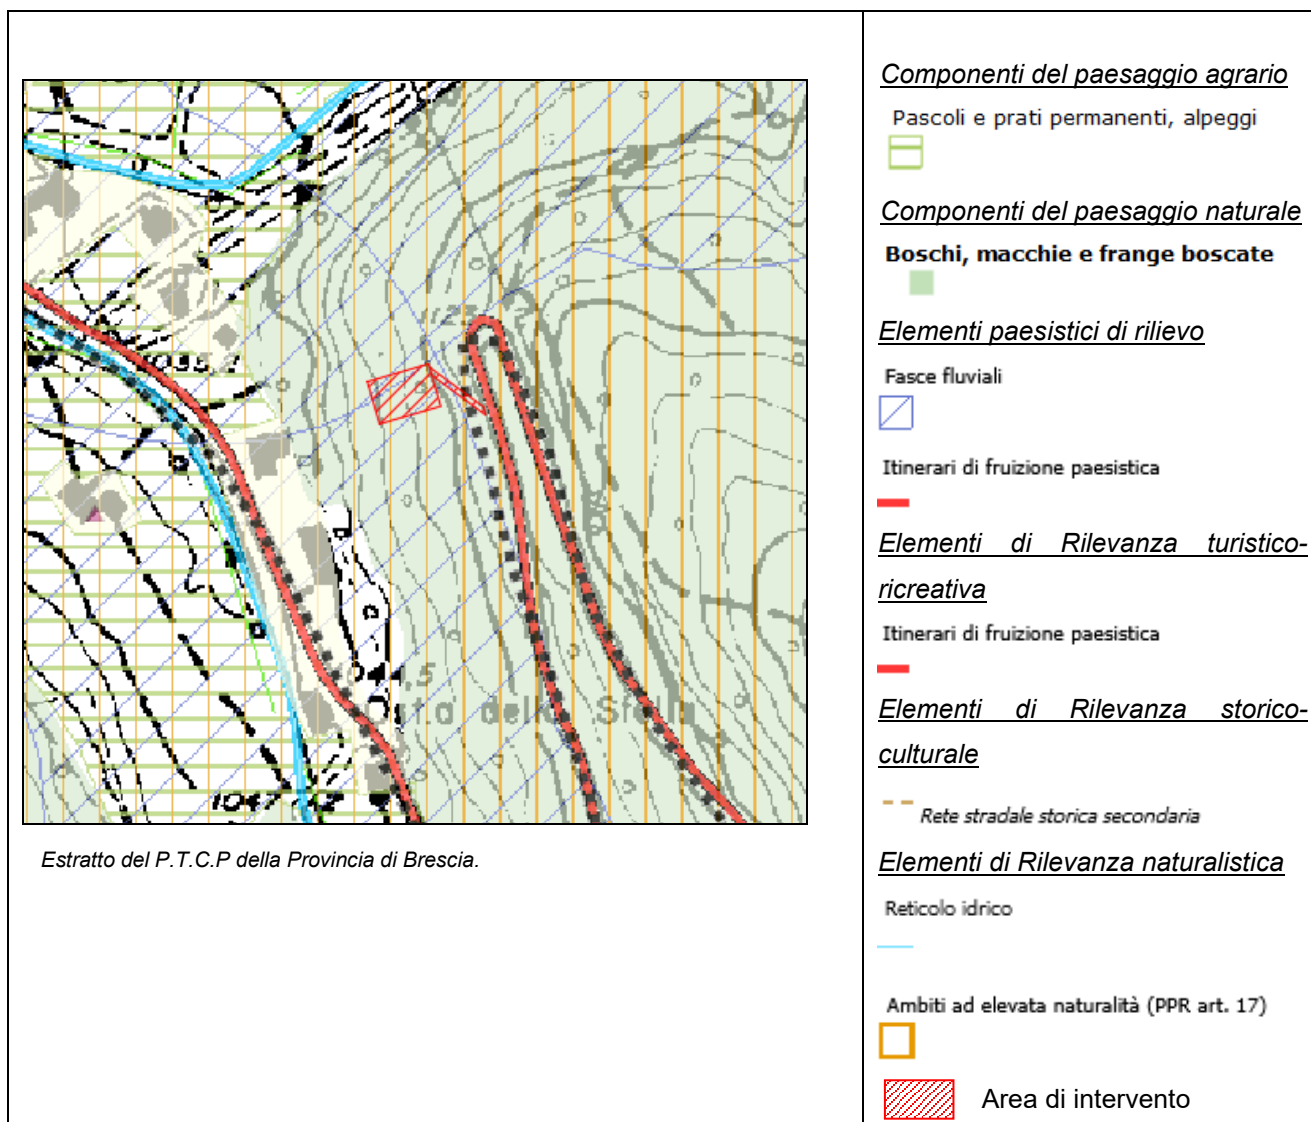 Componenti del paesaggio agrario
Pascoli e prati permanenti, alpeggi
Componenti del paesaggio naturale
Boschi, macchie e frange boscate
Elementi paesistici di rilievo
Fasce fluviali
Itinerari di fruizione paesistica
Elementi di Rilevanza turistico-
ricreativa
Itinerari di fruizione paesistica
Elementi di Rilevanza storico-
culturale
Rete stradale storica secondaria
Elementi di Rilevanza naturalistica
Reticolo idrico
Ambiti ad elevata naturalità (PPR art. 17)
Area di intervento
Estratto del P.T.C.P della Provincia di Brescia.